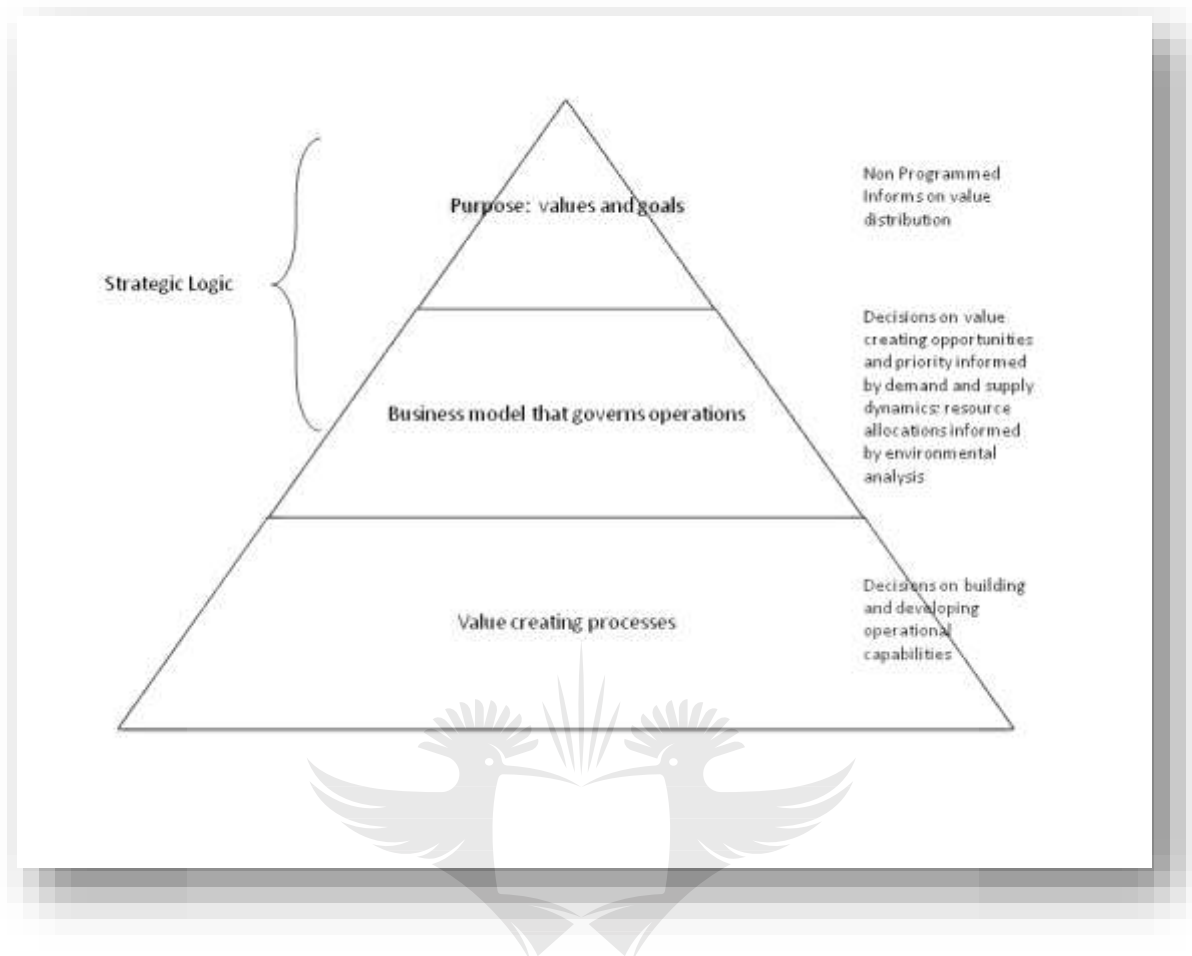 Purpose: values and goals
Non Programmed
Informs on value
distribution
Strategic Logic
Business model that governs operations
Decisions on value
creating opportunities
and priority informed
by demand and supply
dynamics: resource
allocations informed
by environmental
analysis
Value creating processes
Decisions on building
and developing
operational
capabilities